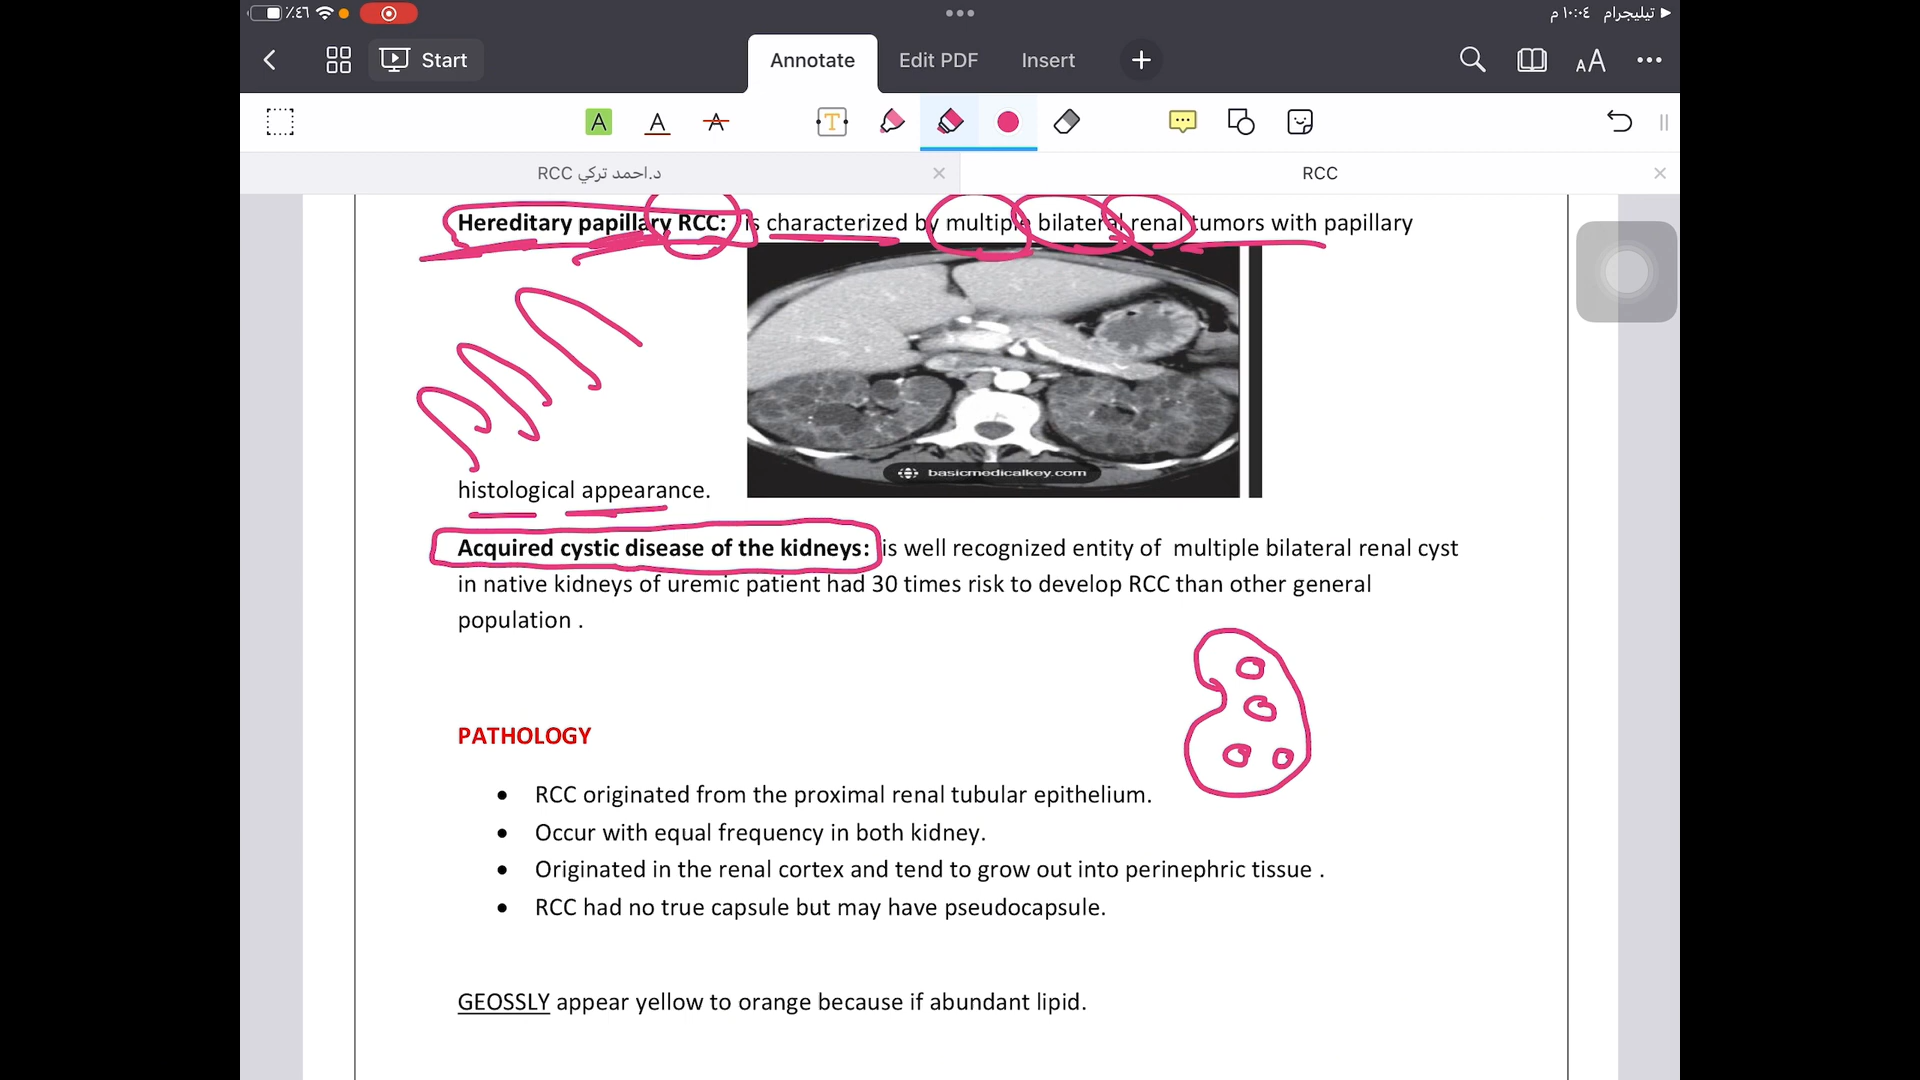 ٪٤٦
تيليجرام ١٠:٠٤ م
Start
Annotate
Edit PDF
Insert
AA
A
A
A
T
RCC د.احمد تركي
RCC
Hereditary papillary RCC: is characterized by multiple bilateral renal tumors with papillary
basicmedicalkey.com
histological appearance.
Acquired cystic disease of the kidneys: is well recognized entity of multiple bilateral renal cyst
in native kidneys of uremic patient had 30 times risk to develop RCC than other general
population .
PATHOLOGY
• RCC originated from the proximal renal tubular epithelium.
• Occur with equal frequency in both kidney.
• Originated in the renal cortex and tend to grow out into perinephric tissue .
• RCC had no true capsule but may have pseudocapsule.
GEOSSLY appear yellow to orange because if abundant lipid.